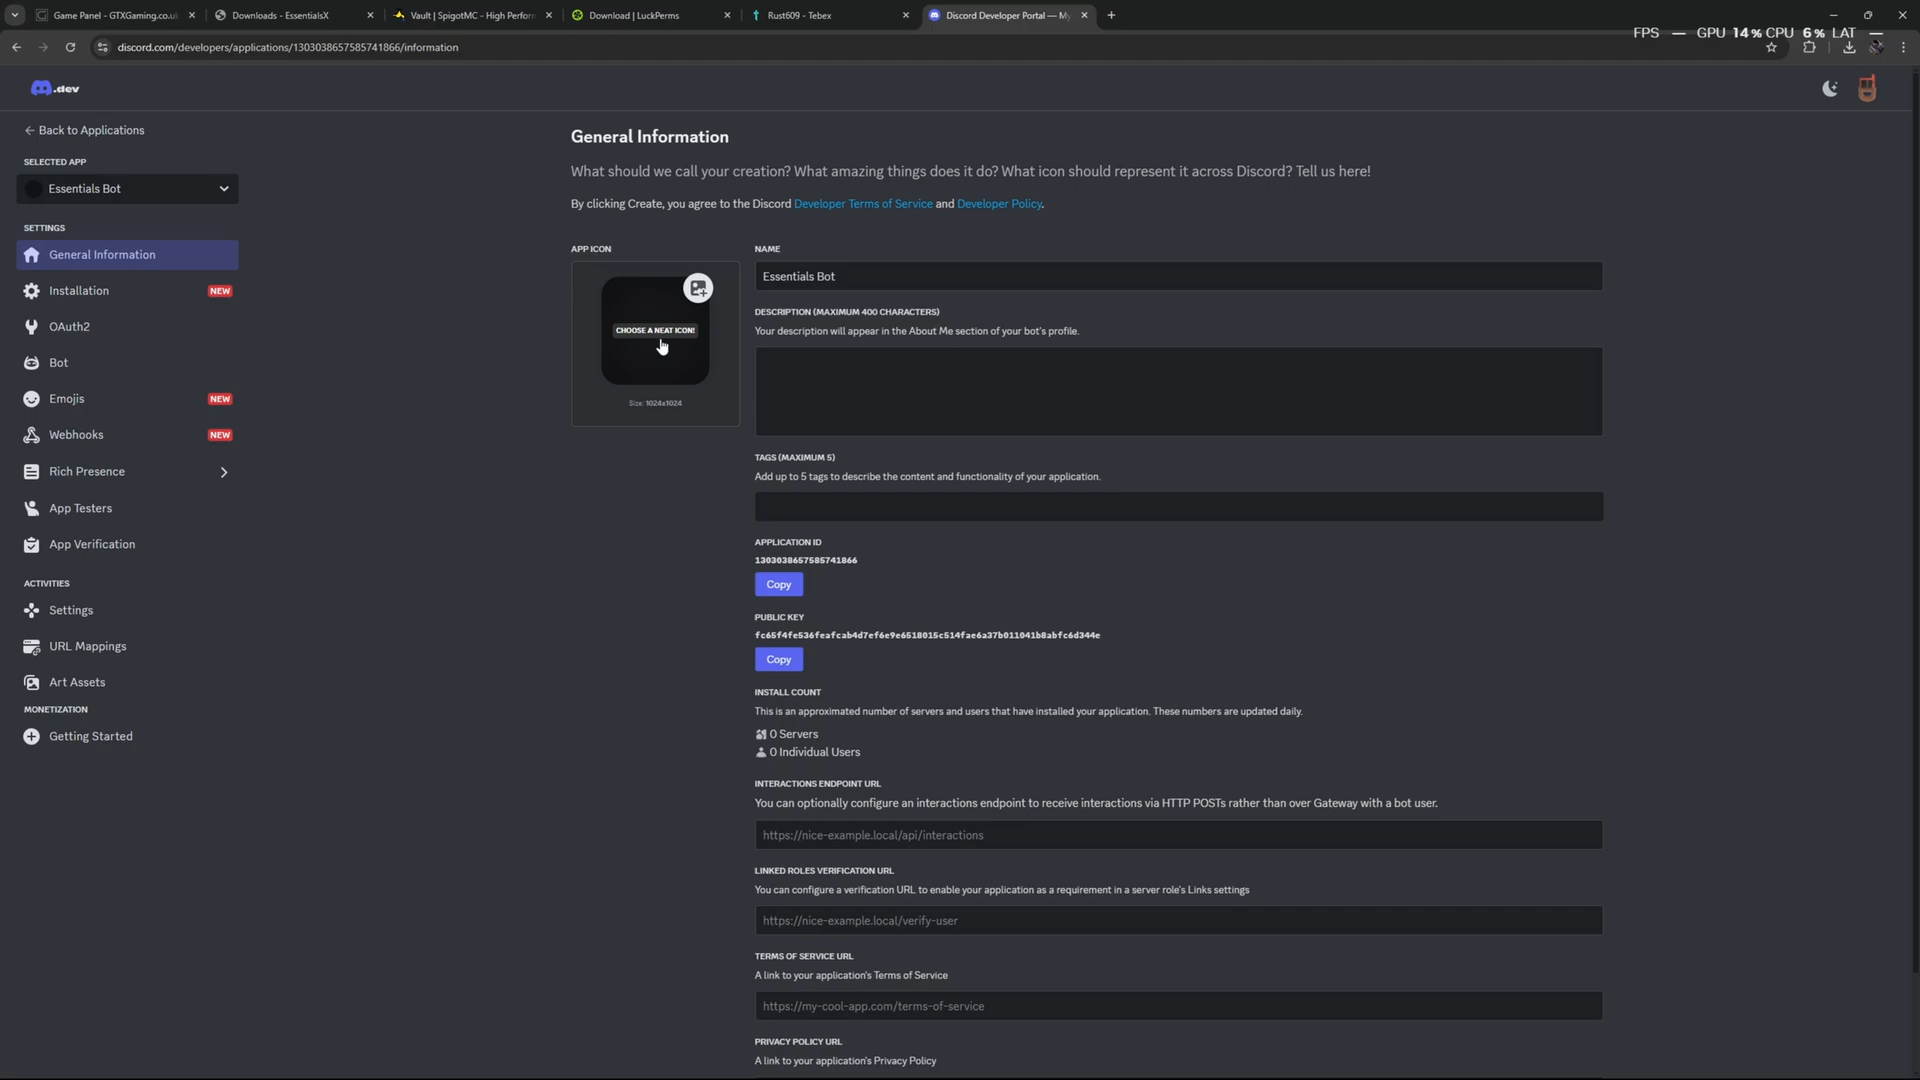 Game Panel - GTXGaming.co.uk
Downloads - EssentialsX
Vault | SpigotMC - High Perform
Download | LuckPerms
Rust609 - Tebex
Discord Developer Portal — My
discord.com/developers/applications/1303038657585741866/information
FPS — GPU 14% CPU 6% LAT —
.dev
← Back to Applications
SELECTED APP
Essentials Bot
SETTINGS
General Information
Installation NEW
OAuth2
Bot
Emojis NEW
Webhooks NEW
Rich Presence
App Testers
App Verification
ACTIVITIES
Settings
URL Mappings
Art Assets
MONETIZATION
Getting Started
General Information
What should we call your creation? What amazing things does it do? What icon should represent it across Discord? Tell us here!
By clicking Create, you agree to the Discord Developer Terms of Service and Developer Policy.
APP ICON
CHOOSE A NEAT ICON!
Size: 1024x1024
NAME
Essentials Bot
DESCRIPTION (MAXIMUM 400 CHARACTERS)
Your description will appear in the About Me section of your bot's profile.
TAGS (MAXIMUM 5)
Add up to 5 tags to describe the content and functionality of your application.
APPLICATION ID
1303038657585741866
Copy
PUBLIC KEY
fc65f4fe536feafcab4d7ef6e9e6518015c514fae6a37b011041b8abfc6d344e
Copy
INSTALL COUNT
This is an approximated number of servers and users that have installed your application. These numbers are updated daily.
0 Servers
0 Individual Users
INTERACTIONS ENDPOINT URL
You can optionally configure an interactions endpoint to receive interactions via HTTP POSTs rather than over Gateway with a bot user.
https://nice-example.local/api/interactions
LINKED ROLES VERIFICATION URL
You can configure a verification URL to enable your application as a requirement in a server role's Links settings
https://nice-example.local/verify-user
TERMS OF SERVICE URL
A link to your application's Terms of Service
https://my-cool-app.com/terms-of-service
PRIVACY POLICY URL
A link to your application's Privacy Policy